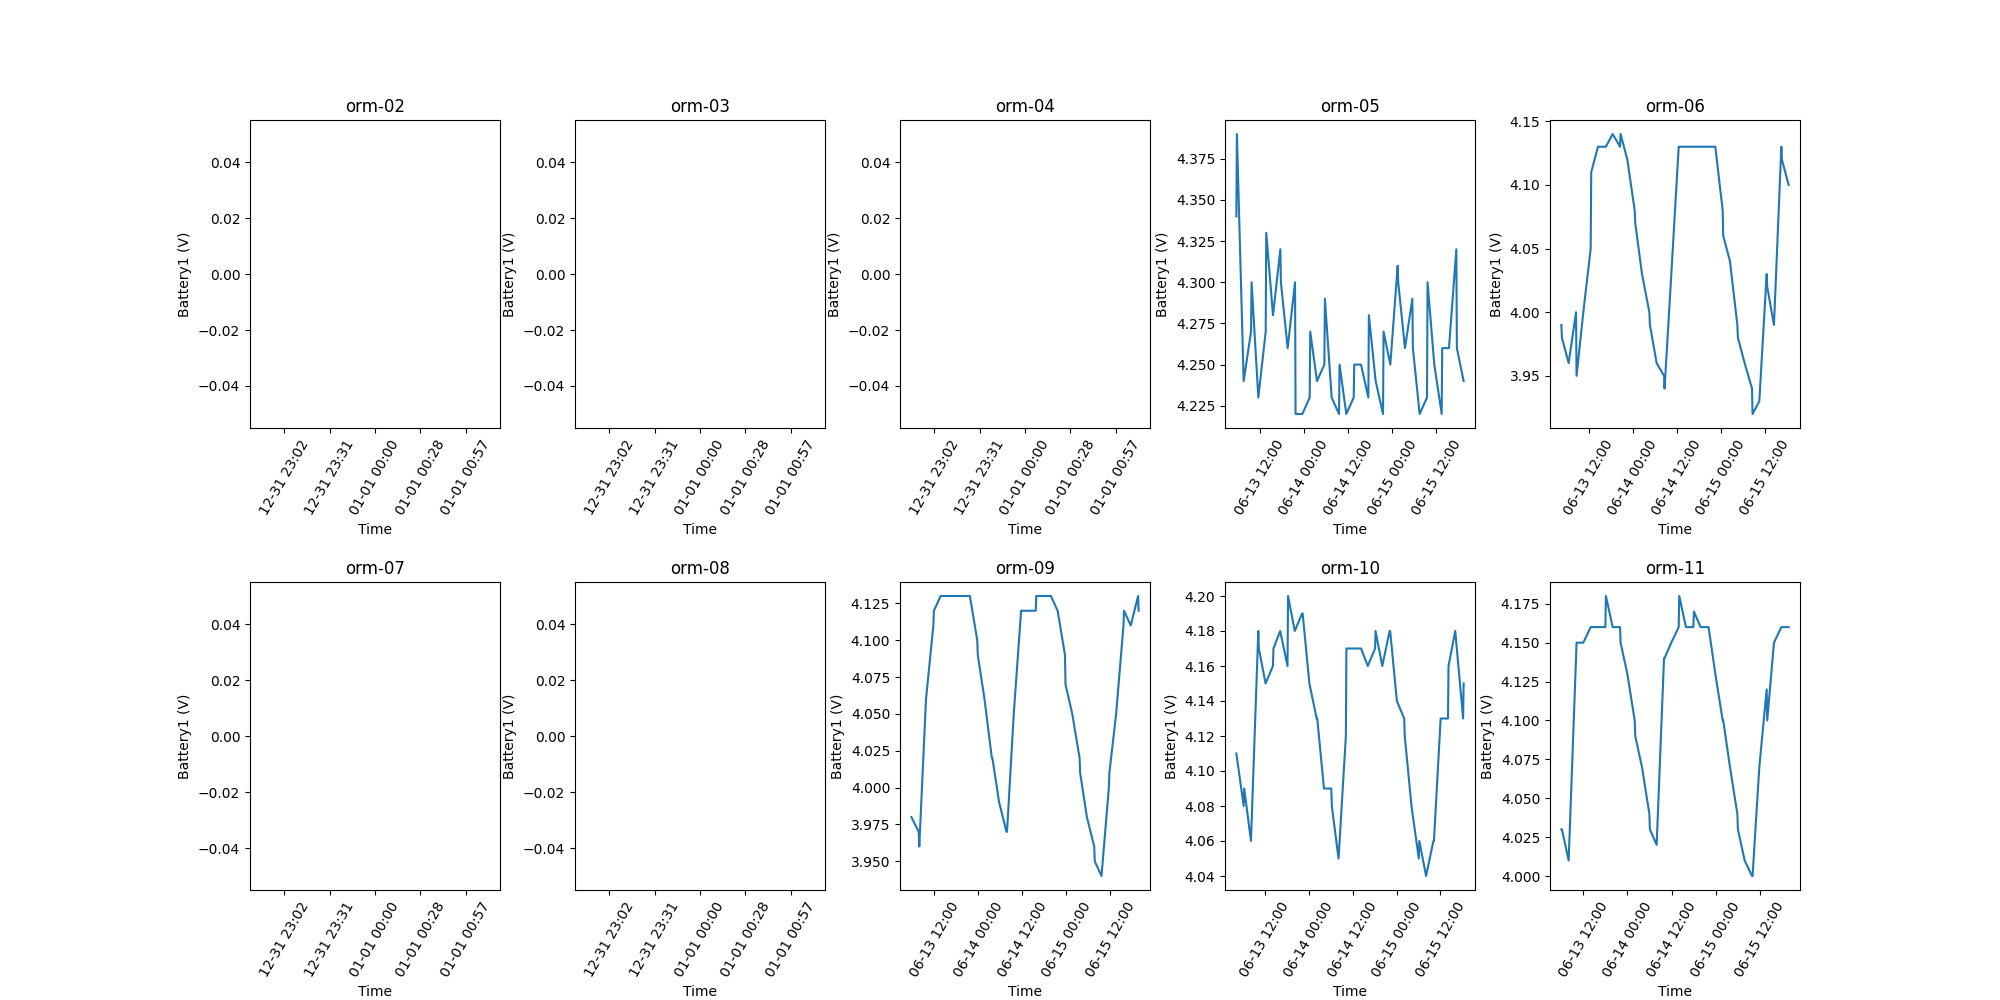 orm-02 orm-03 orm-04 orm-05 orm-06
Battery1 (V)
0.04
0.02
0.00
−0.02
−0.04
12-31 23:02 12-31 23:31 01-01 00:00 01-01 00:28 01-01 00:57
Time
Battery1 (V)
0.04
0.02
0.00
−0.02
−0.04
12-31 23:02 12-31 23:31 01-01 00:00 01-01 00:28 01-01 00:57
Time
Battery1 (V)
0.04
0.02
0.00
−0.02
−0.04
12-31 23:02 12-31 23:31 01-01 00:00 01-01 00:28 01-01 00:57
Time
Battery1 (V)
4.375
4.350
4.325
4.300
4.275
4.250
4.225
06-13 12:00 06-14 00:00 06-14 12:00 06-15 00:00 06-15 12:00
Time
Battery1 (V)
4.15
4.10
4.05
4.00
3.95
06-13 12:00 06-14 00:00 06-14 12:00 06-15 00:00 06-15 12:00
Time
orm-07 orm-08 orm-09 orm-10 orm-11
Battery1 (V)
0.04
0.02
0.00
−0.02
−0.04
12-31 23:02 12-31 23:31 01-01 00:00 01-01 00:28 01-01 00:57
Time
Battery1 (V)
0.04
0.02
0.00
−0.02
−0.04
12-31 23:02 12-31 23:31 01-01 00:00 01-01 00:28 01-01 00:57
Time
Battery1 (V)
4.125
4.100
4.075
4.050
4.025
4.000
3.975
3.950
06-13 12:00 06-14 00:00 06-14 12:00 06-15 00:00 06-15 12:00
Time
Battery1 (V)
4.20
4.18
4.16
4.14
4.12
4.10
4.08
4.06
4.04
06-13 12:00 06-14 00:00 06-14 12:00 06-15 00:00 06-15 12:00
Time
Battery1 (V)
4.175
4.150
4.125
4.100
4.075
4.050
4.025
4.000
06-13 12:00 06-14 00:00 06-14 12:00 06-15 00:00 06-15 12:00
Time